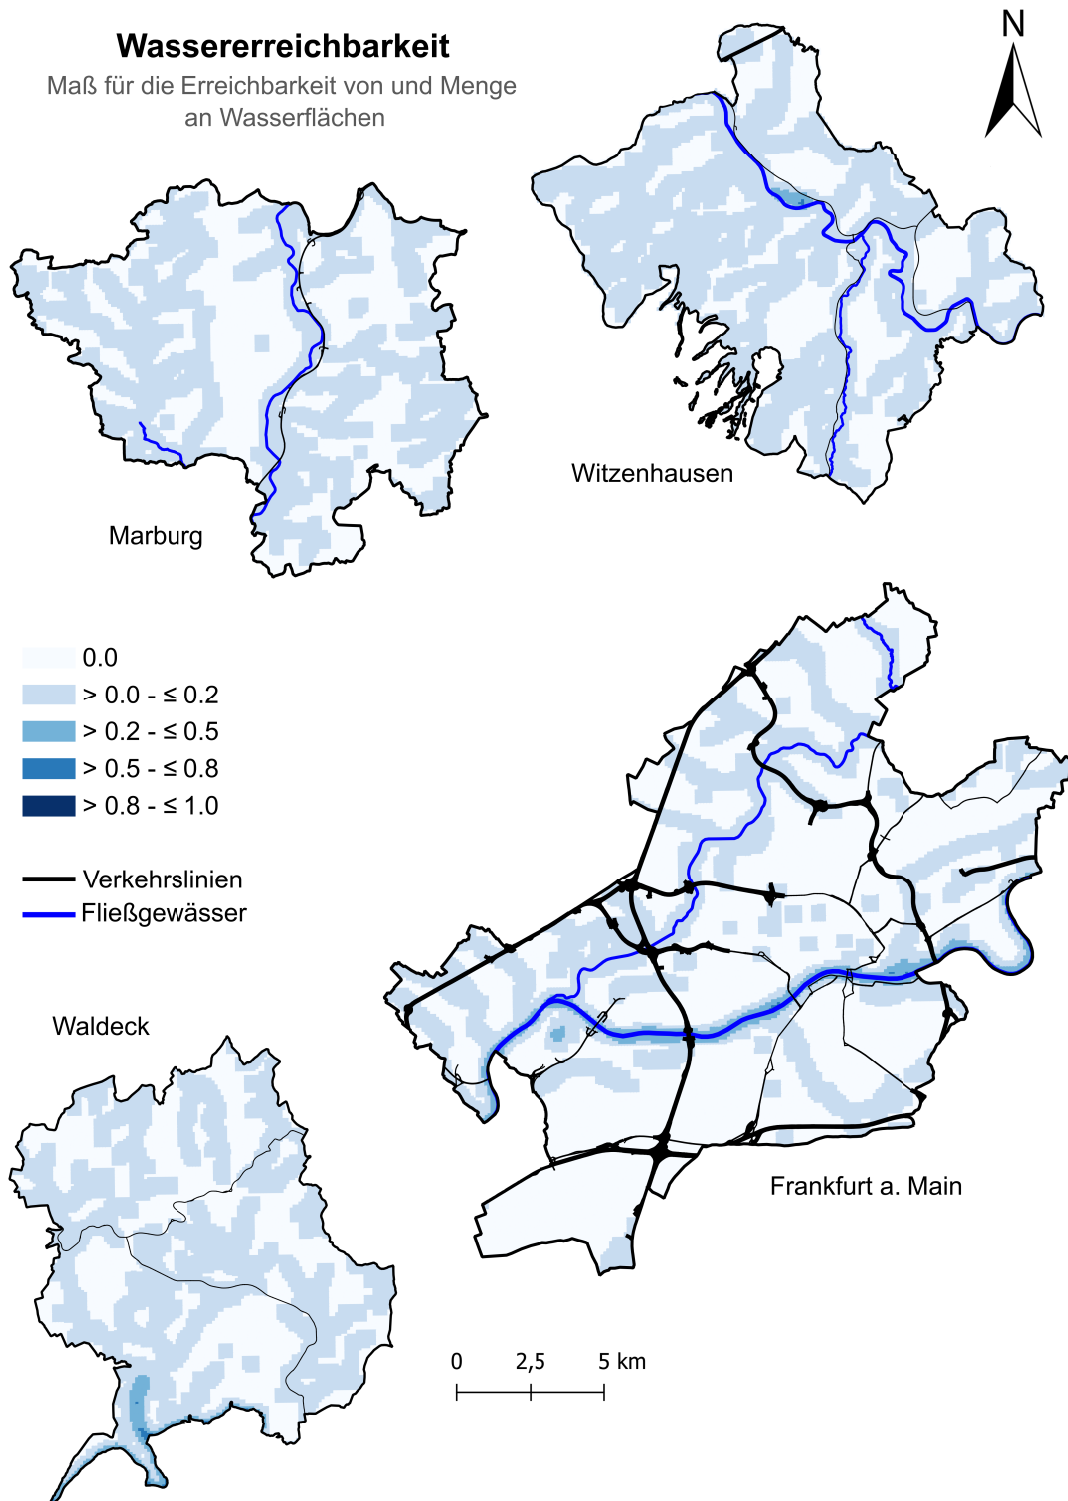 Wassererreichbarkeit
Maß für die Erreichbarkeit von und Menge
an Wasserflächen
N
Witzenhausen
Marburg
0.0
> 0.0 - ≤ 0.2
> 0.2 - ≤ 0.5
> 0.5 - ≤ 0.8
> 0.8 - ≤ 1.0
Verkehrslinien
Fließgewässer
Waldeck
Frankfurt a. Main
0 2,5 5 km